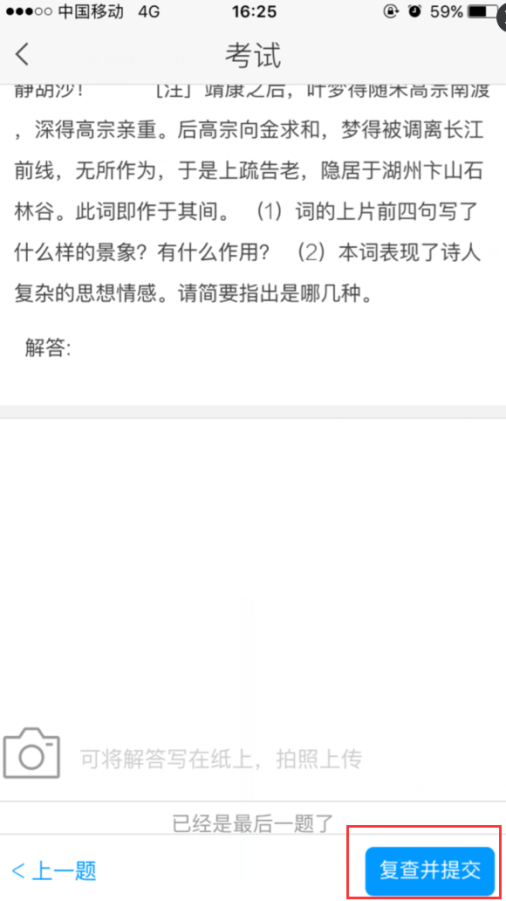 中国移动 4G 16:25 59%
考试
静胡沙！ [注］靖康之后，叶梦得随宋高宗南渡
，深得高宗亲重。后高宗向金求和，梦得被调离长江
前线，无所作为，于是上疏告老，隐居于湖州卞山石
林谷。此词即作于其间。（1）词的上片前四句写了
什么样的景象？有什么作用？（2）本词表现了诗人
复杂的思想情感。请简要指出是哪几种。
解答:
可将解答写在纸上，拍照上传
已经是最后一题了
< 上一题 复查并提交